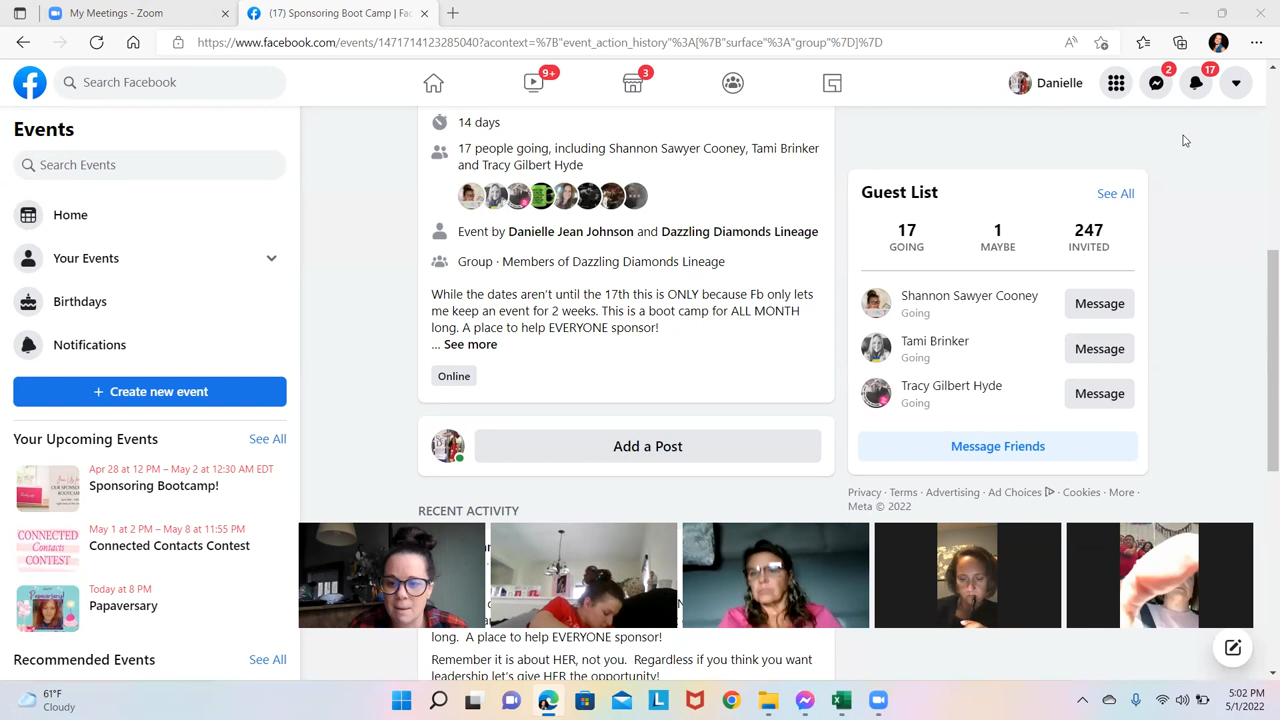 My Meetings - Zoom
(17) Sponsoring Boot Camp | Fac
https://www.facebook.com/events/1471714123285040?acontext=%7B"event_action_history"%3A[%7B"surface"%3A"group"%7D]%7D
Search Facebook
9+
3
Danielle
2
17
Events
Search Events
Home
Your Events
Birthdays
Notifications
+ Create new event
Your Upcoming Events
See All
Apr 28 at 12 PM – May 2 at 12:30 AM EDT
Sponsoring Bootcamp!
May 1 at 2 PM – May 8 at 11:55 PM
Connected Contacts Contest
CONNECTED
Contacts
CONTEST
Today at 8 PM
Papaversary
Recommended Events
See All
14 days
17 people going, including Shannon Sawyer Cooney, Tami Brinker
and Tracy Gilbert Hyde
Event by Danielle Jean Johnson and Dazzling Diamonds Lineage
Group · Members of Dazzling Diamonds Lineage
While the dates aren't until the 17th this is ONLY because Fb only lets
me keep an event for 2 weeks. This is a boot camp for ALL MONTH
long. A place to help EVERYONE sponsor!
... See more
Online
Add a Post
RECENT ACTIVITY
long. A place to help EVERYONE sponsor!
Remember it is about HER, not you. Regardless if you think you want
leadership let's give HER the opportunity!
Guest List
See All
17
GOING
1
MAYBE
247
INVITED
Shannon Sawyer Cooney
Going
Message
Tami Brinker
Going
Message
Tracy Gilbert Hyde
Going
Message
Message Friends
Privacy · Terms · Advertising · Ad Choices · Cookies · More ·
Meta © 2022
61°F
Cloudy
5:02 PM
5/1/2022